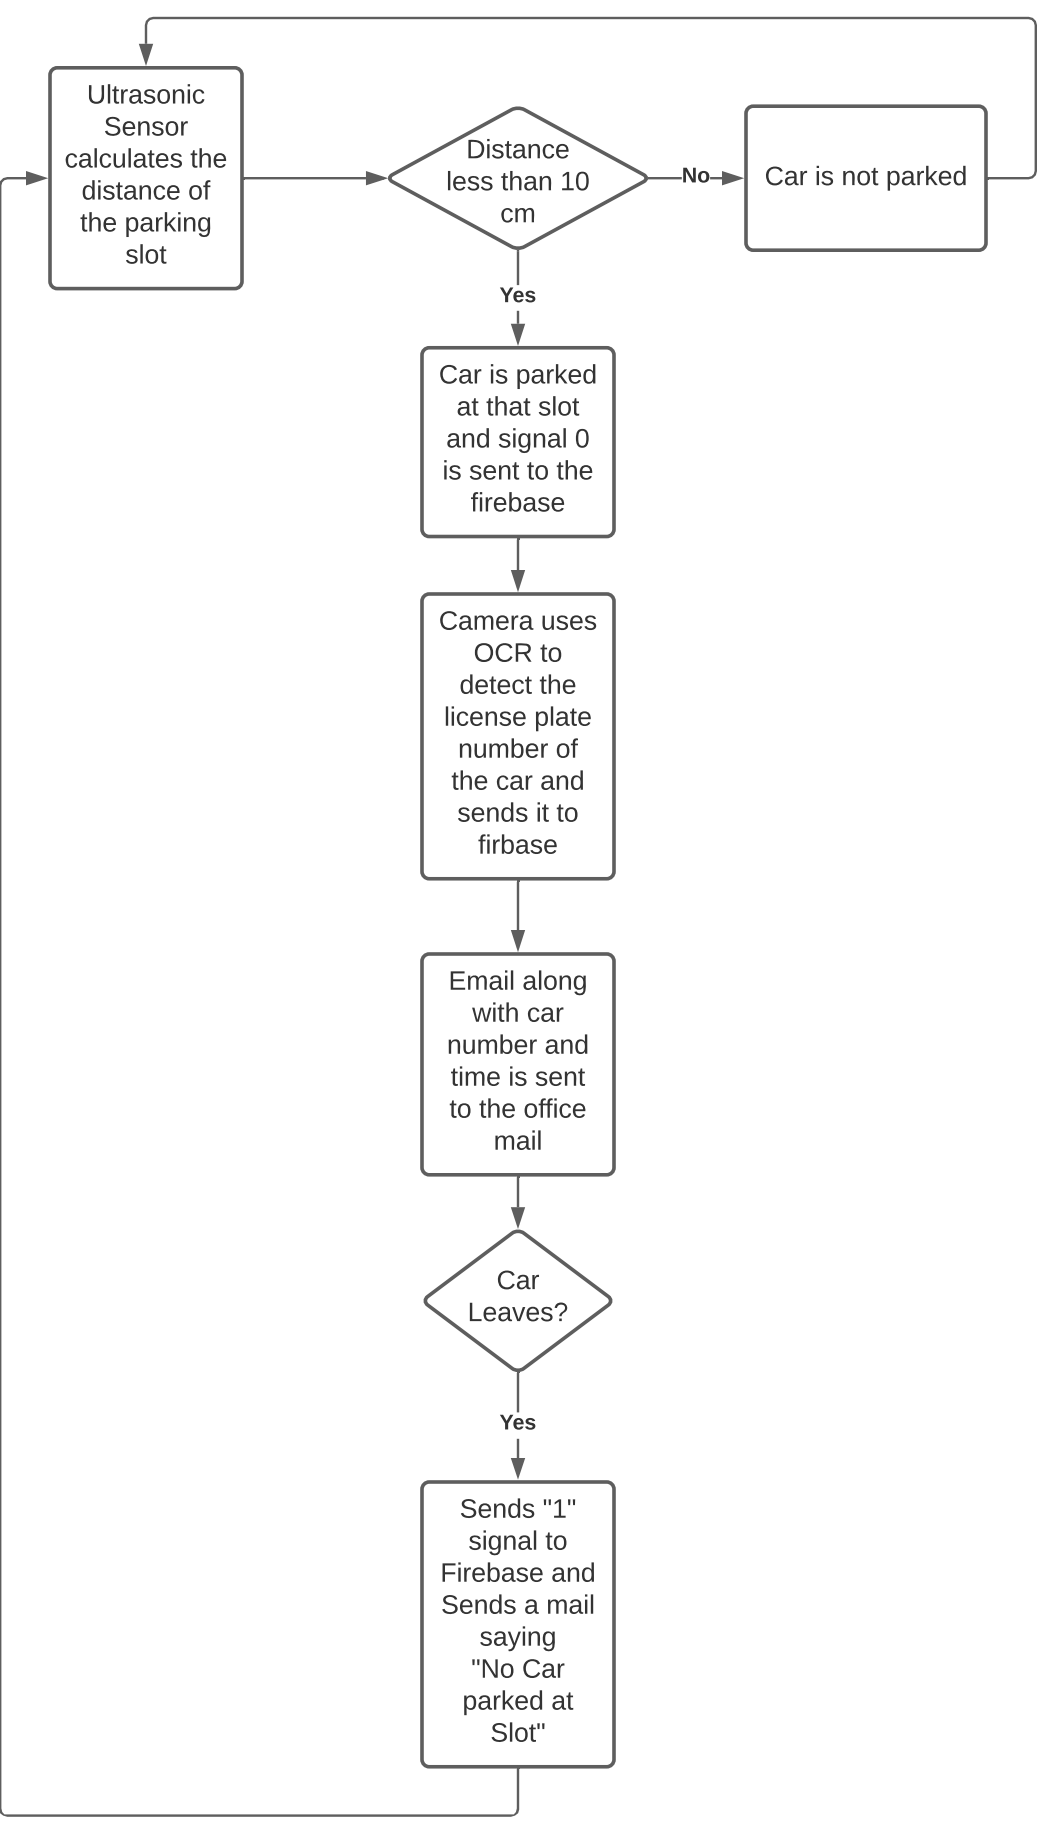 Ultrasonic
Sensor
calculates the
distance of
the parking
slot
Distance
less than 10
cm
No
Car is not parked
Yes
Car is parked
at that slot
and signal 0
is sent to the
firebase
Camera uses
OCR to
detect the
license plate
number of
the car and
sends it to
firbase
Email along
with car
number and
time is sent
to the office
mail
Car
Leaves?
Yes
Sends "1"
signal to
Firebase and
Sends a mail
saying
"No Car
parked at
Slot"